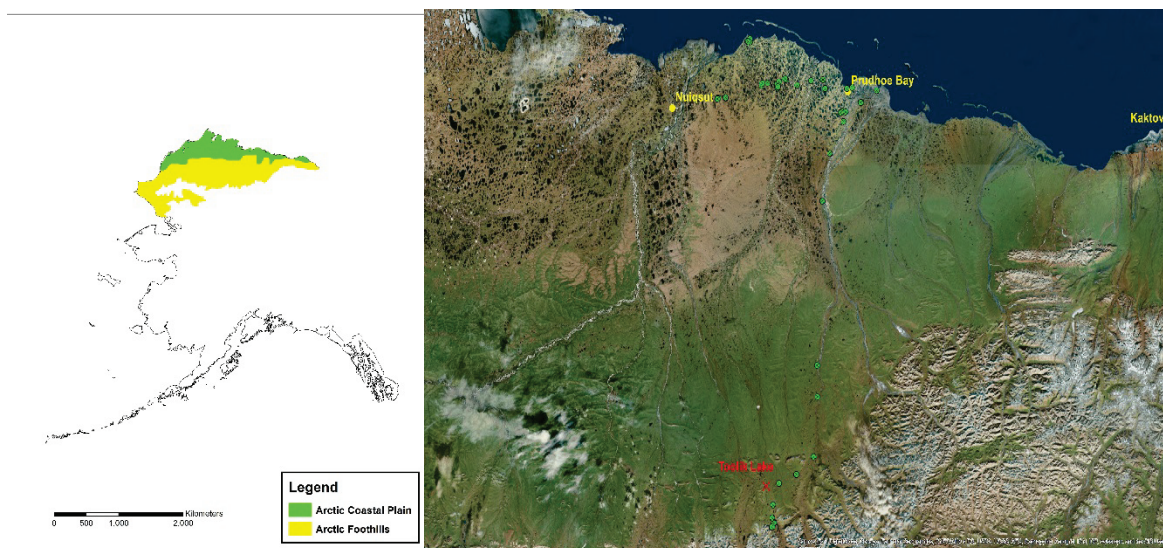 Legend
Arctic Coastal Plain
Arctic Foothills
Kilometers
0 500 1,000 2,000
Nuiqsut
Prudhoe Bay
Kaktov
Toolik Lake